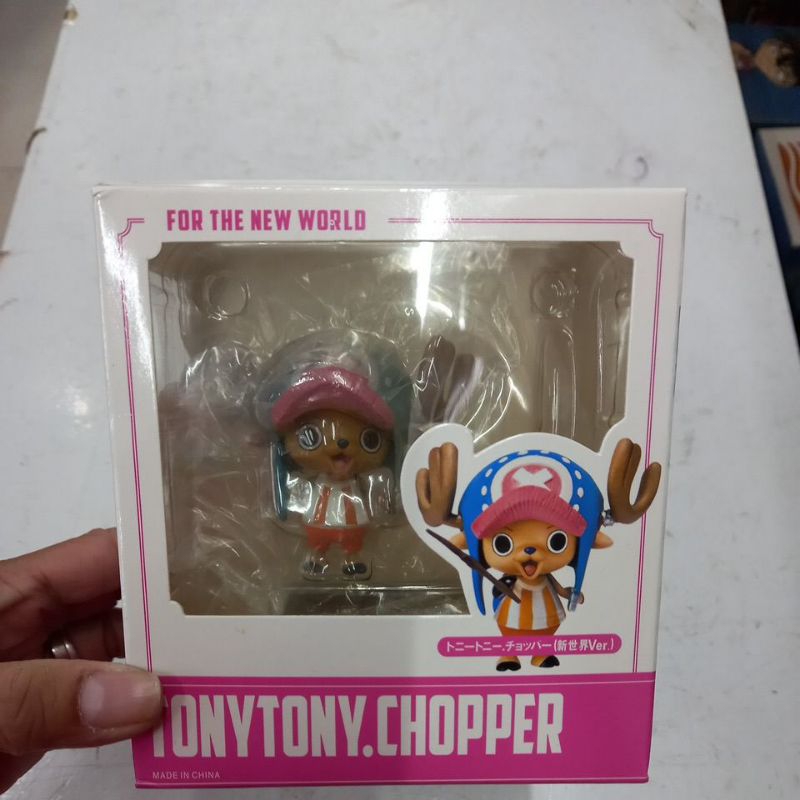 FOR THE NEW WORLD
トニートニー.チョッパー(新世界Ver.)
TONYTONY.CHOPPER
MADE IN CHINA